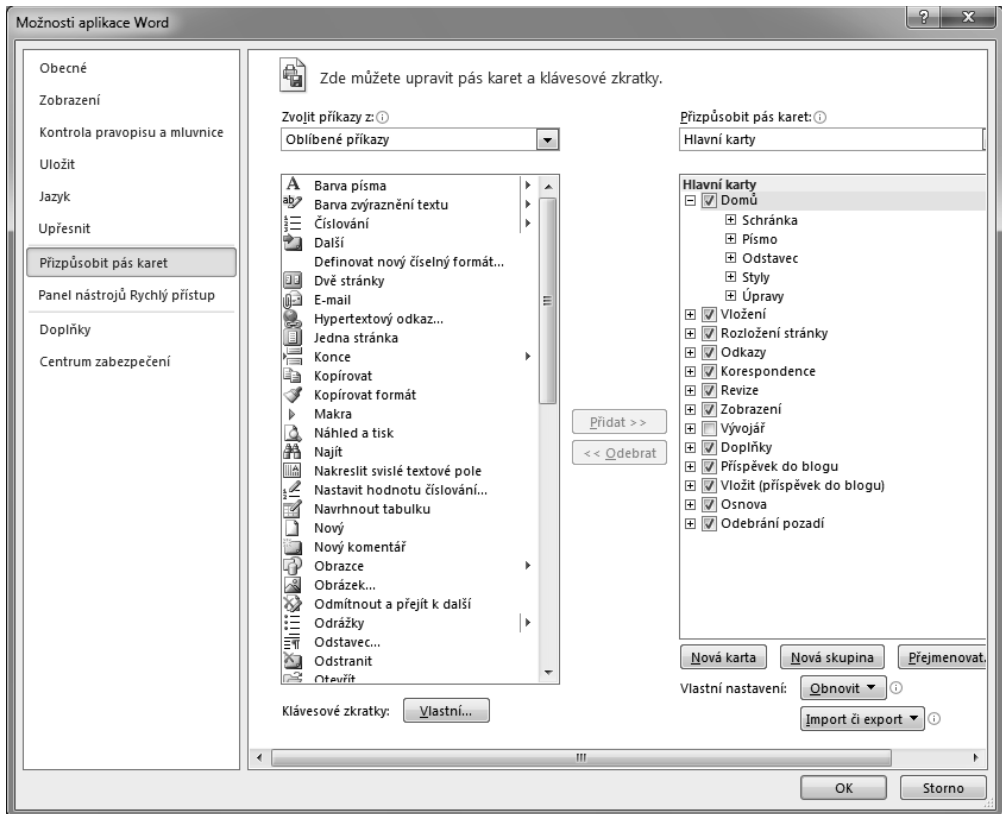 Možnosti aplikace Word
Obecné
Zobrazení
Kontrola pravopisu a mluvnice
Uložit
Jazyk
Upřesnit
Přizpůsobit pás karet
Panel nástrojů Rychlý přístup
Doplňky
Centrum zabezpečení
Zde můžete upravit pás karet a klávesové zkratky.
Zvolit příkazy z:
Oblíbené příkazy
Barva písma
Barva zvýraznění textu
Číslování
Další
Definovat nový číselný formát...
Dvě stránky
E-mail
Hypertextový odkaz...
Jedna stránka
Konce
Kopírovat
Kopírovat formát
Makra
Náhled a tisk
Najít
Nakreslit svislé textové pole
Nastavit hodnotu číslování...
Navrhnout tabulku
Nový
Nový komentář
Obrazce
Obrázek...
Odmítnout a přejít k další
Odrážky
Odstavec...
Odstranit
Otevřít
Klávesové zkratky: Vlastní...
Přidat >>
<< Odebrat
Přizpůsobit pás karet:
Hlavní karty
Hlavní karty
Domů
Schránka
Písmo
Odstavec
Styly
Úpravy
Vložení
Rozložení stránky
Odkazy
Korespondence
Revize
Zobrazení
Vývojář
Doplňky
Příspěvek do blogu
Vložit (příspěvek do blogu)
Osnova
Odebrání pozadí
Nová karta Nová skupina Přejmenovat.
Vlastní nastavení: Obnovit
Import či export
OK Storno